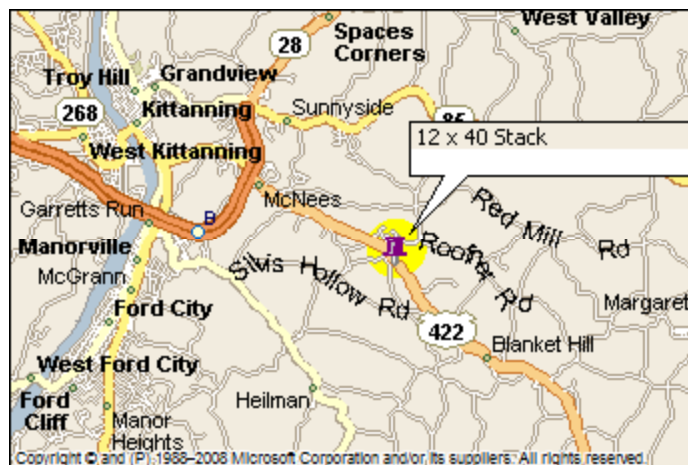 West Valley
Spaces
Corners
28
Grandview
Troy Hill
268
Kittanning
Sunnyside
85
12 x 40 Stack
West Kittanning
McNees
Garretts Run
B
Red Mill Rd
Roofner Rd
Manorville
McGrann
Silvis Hollow Rd
Ford City
Margaret
422
Blanket Hill
West Ford City
Ford
Cliff
Heilman
Manor
Heights
Copyright © and (P) 1988–2008 Microsoft Corporation and/or its suppliers. All rights reserved.